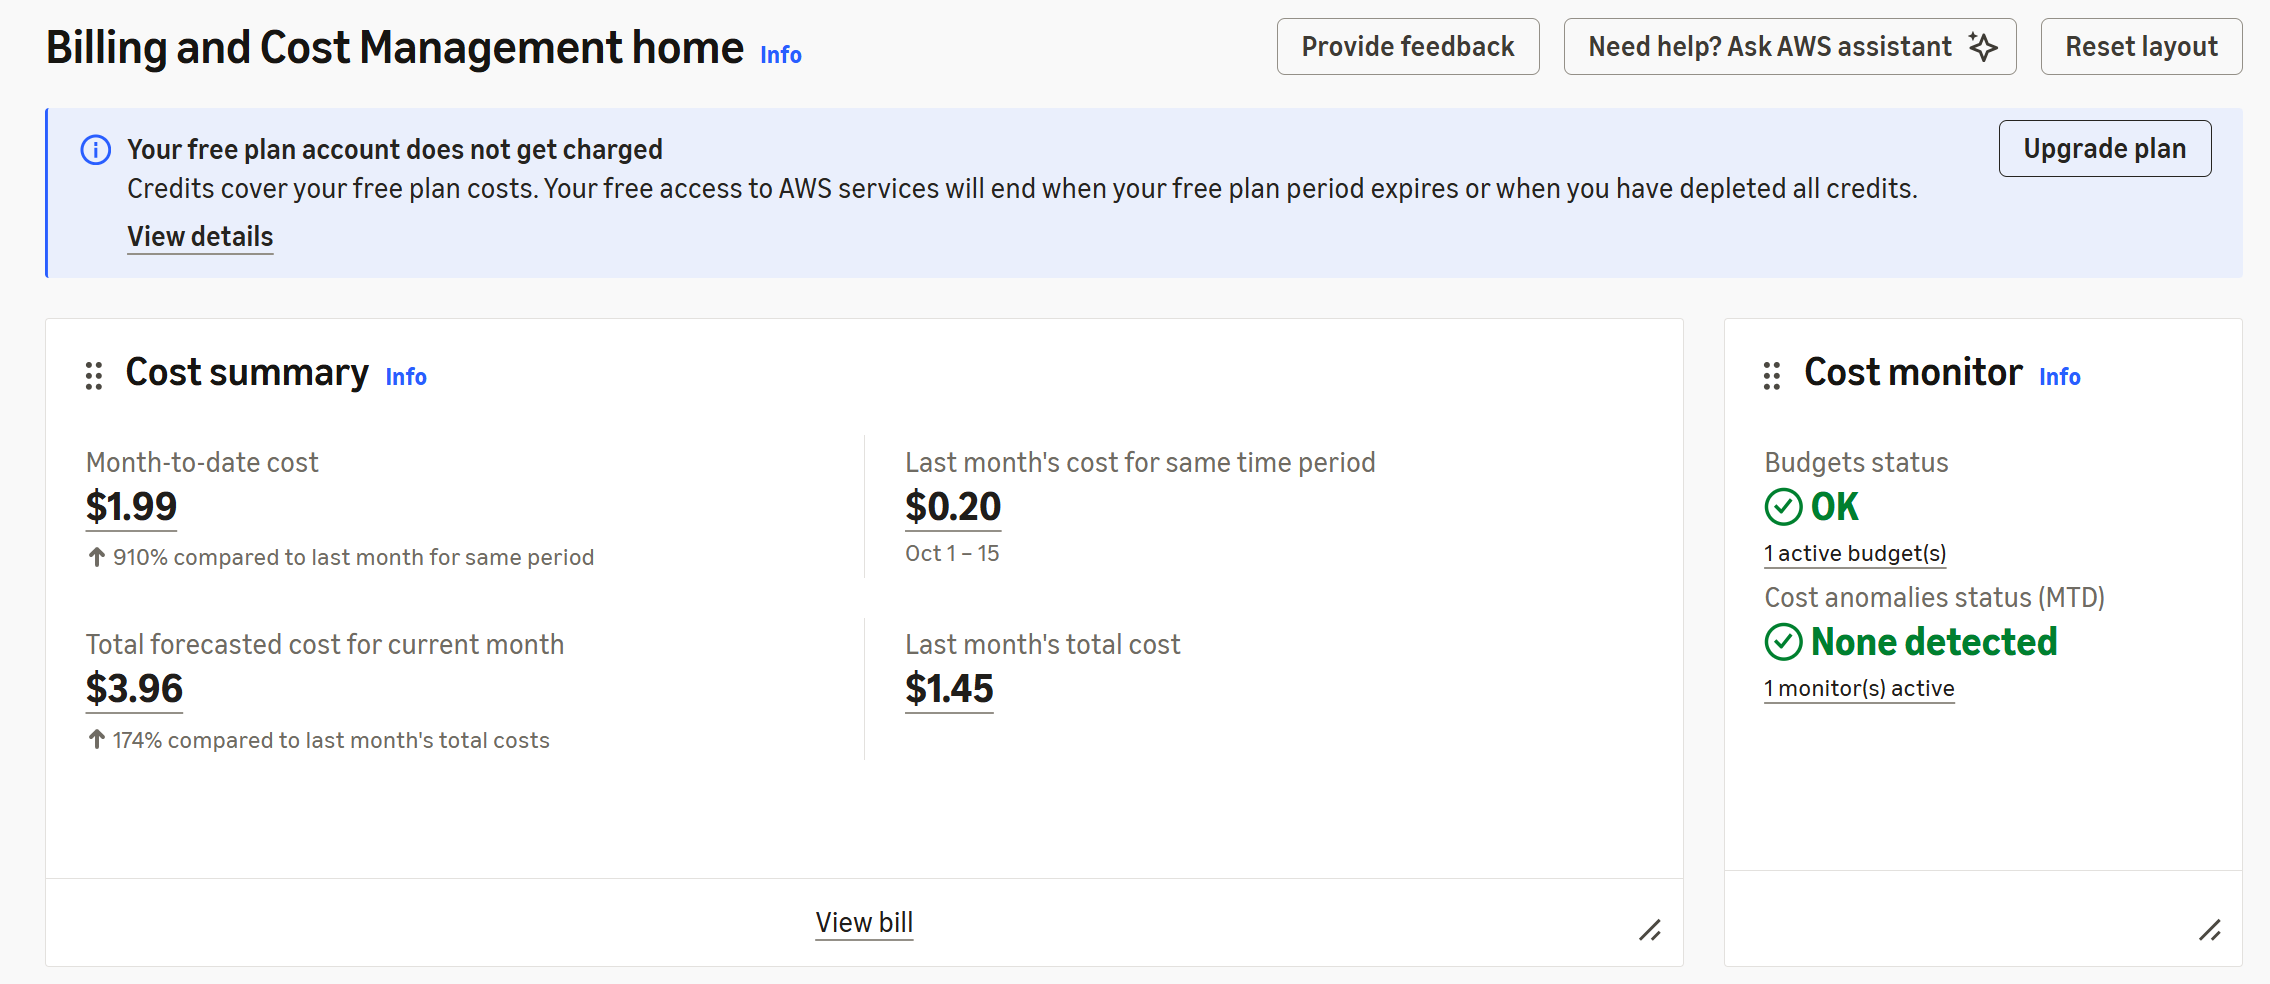 Billing and Cost Management home Info
Provide feedback
Need help? Ask AWS assistant
Reset layout
Your free plan account does not get charged
Credits cover your free plan costs. Your free access to AWS services will end when your free plan period expires or when you have depleted all credits.
View details
Upgrade plan
Cost summary Info
Month-to-date cost
$1.99
910% compared to last month for same period
Last month's cost for same time period
$0.20
Oct 1 – 15
Total forecasted cost for current month
$3.96
174% compared to last month's total costs
Last month's total cost
$1.45
View bill
Cost monitor Info
Budgets status
OK
1 active budget(s)
Cost anomalies status (MTD)
None detected
1 monitor(s) active